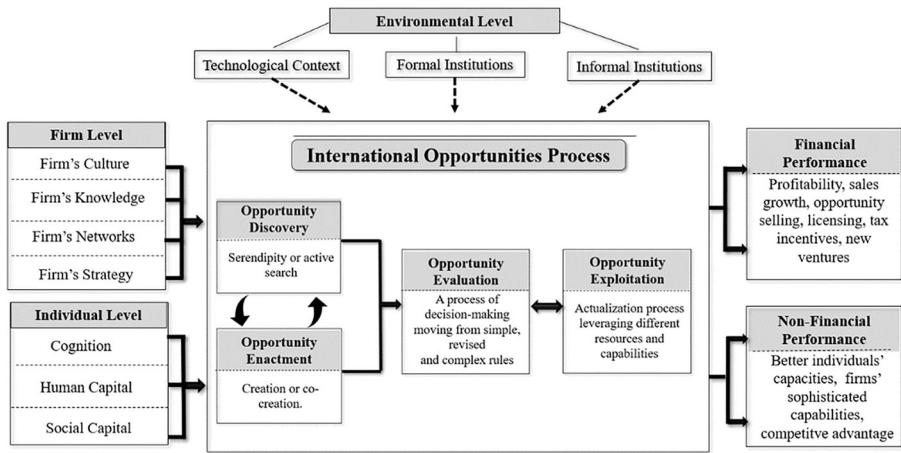 Environmental Level
Technological Context
Formal Institutions
Informal Institutions
Firm Level
Firm's Culture
Firm's Knowledge
Firm's Networks
Firm's Strategy
Individual Level
Cognition
Human Capital
Social Capital
International Opportunities Process
Opportunity
Discovery
Serendipity or active
search
Opportunity
Enactment
Creation or co-
creation.
Opportunity
Evaluation
A process of
decision-making
moving from simple,
revised
and complex rules
Opportunity
Exploitation
Actualization process
leveraging different
resources and
capabilities
Financial
Performance
Profitability, sales
growth, opportunity
selling, licensing, tax
incentives, new
ventures
Non-Financial
Performance
Better individuals'
capacities, firms'
sophisticated
capabilities,
competitve advantage